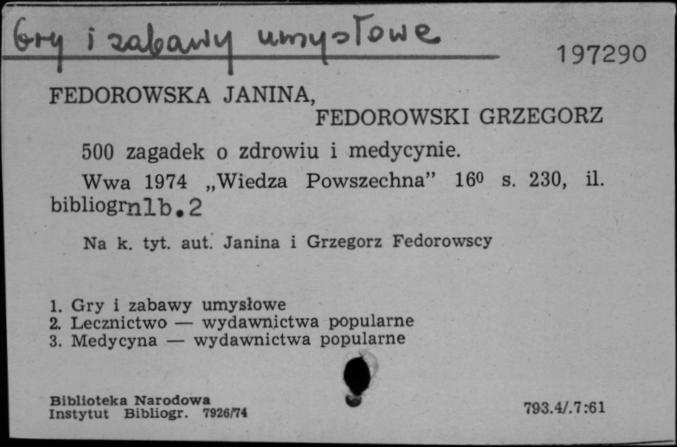 Gry i zabawy umysłowe
197290
FEDOROWSKA JANINA,
FEDOROWSKI GRZEGORZ
500 zagadek o zdrowiu i medycynie.
Wwa 1974 „Wiedza Powszechna” 16⁰ s. 230, il.
bibliogrnlb.2
Na k. tyt. aut. Janina i Grzegorz Fedorowscy
1. Gry i zabawy umysłowe
2. Lecznictwo — wydawnictwa popularne
3. Medycyna — wydawnictwa popularne
Biblioteka Narodowa
Instytut Bibliogr. 7926/74
793.4/.7:61